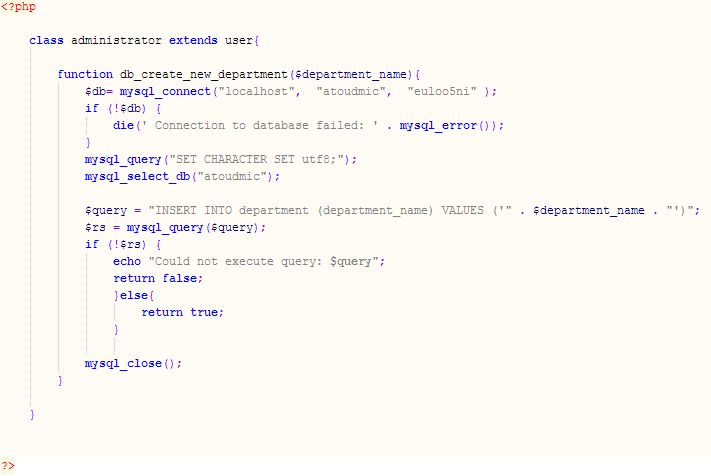 <?php
class administrator extends user{
function db_create_new_department($department_name){
$db= mysql_connect("localhost", "atoudmic", "euloo5ni" );
if (!$db) {
die(' Connection to database failed: ' . mysql_error());
}
mysql_query("SET CHARACTER SET utf8;");
mysql_select_db("atoudmic");
$query = "INSERT INTO department (department_name) VALUES ('" . $department_name . "')";
$rs = mysql_query($query);
if (!$rs) {
echo "Could not execute query: $query";
return false;
}else{
return true;
}
mysql_close();
}
}
?>